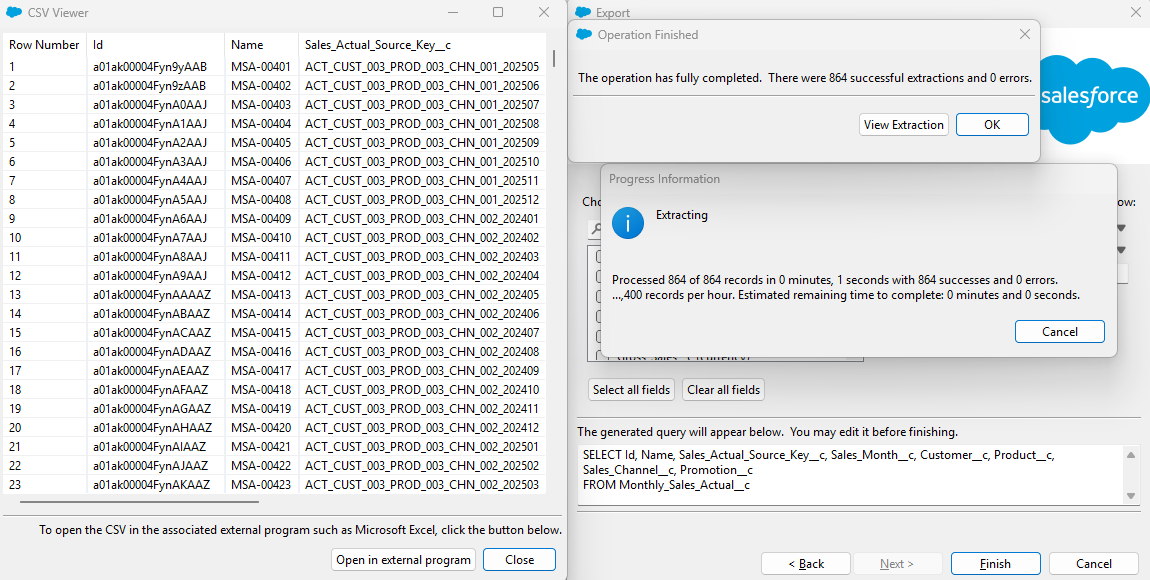 CSV Viewer
Row Number Id Name Sales_Actual_Source_Key__c
1 a01ak00004Fyn9yAAB MSA-00401 ACT_CUST_003_PROD_003_CHN_001_202505
2 a01ak00004Fyn9zAAB MSA-00402 ACT_CUST_003_PROD_003_CHN_001_202506
3 a01ak00004FynA0AAJ MSA-00403 ACT_CUST_003_PROD_003_CHN_001_202507
4 a01ak00004FynA1AAJ MSA-00404 ACT_CUST_003_PROD_003_CHN_001_202508
5 a01ak00004FynA2AAJ MSA-00405 ACT_CUST_003_PROD_003_CHN_001_202509
6 a01ak00004FynA3AAJ MSA-00406 ACT_CUST_003_PROD_003_CHN_001_202510
7 a01ak00004FynA4AAJ MSA-00407 ACT_CUST_003_PROD_003_CHN_001_202511
8 a01ak00004FynA5AAJ MSA-00408 ACT_CUST_003_PROD_003_CHN_001_202512
9 a01ak00004FynA6AAJ MSA-00409 ACT_CUST_003_PROD_003_CHN_002_202401
10 a01ak00004FynA7AAJ MSA-00410 ACT_CUST_003_PROD_003_CHN_002_202402
11 a01ak00004FynA8AAJ MSA-00411 ACT_CUST_003_PROD_003_CHN_002_202403
12 a01ak00004FynA9AAJ MSA-00412 ACT_CUST_003_PROD_003_CHN_002_202404
13 a01ak00004FynAAAAZ MSA-00413 ACT_CUST_003_PROD_003_CHN_002_202405
14 a01ak00004FynABAAZ MSA-00414 ACT_CUST_003_PROD_003_CHN_002_202406
15 a01ak00004FynACAAZ MSA-00415 ACT_CUST_003_PROD_003_CHN_002_202407
16 a01ak00004FynADAAZ MSA-00416 ACT_CUST_003_PROD_003_CHN_002_202408
17 a01ak00004FynAEAAZ MSA-00417 ACT_CUST_003_PROD_003_CHN_002_202409
18 a01ak00004FynAFAAZ MSA-00418 ACT_CUST_003_PROD_003_CHN_002_202410
19 a01ak00004FynAGAAZ MSA-00419 ACT_CUST_003_PROD_003_CHN_002_202411
20 a01ak00004FynAHAAZ MSA-00420 ACT_CUST_003_PROD_003_CHN_002_202412
21 a01ak00004FynAIAAZ MSA-00421 ACT_CUST_003_PROD_003_CHN_002_202501
22 a01ak00004FynAJAAZ MSA-00422 ACT_CUST_003_PROD_003_CHN_002_202502
23 a01ak00004FynAKAAZ MSA-00423 ACT_CUST_003_PROD_003_CHN_002_202503
To open the CSV in the associated external program such as Microsoft Excel, click the button below.
Open in external program Close
Export
Operation Finished
The operation has fully completed. There were 864 successful extractions and 0 errors.
View Extraction OK
salesforce
Progress Information
Extracting
Processed 864 of 864 records in 0 minutes, 1 seconds with 864 successes and 0 errors.
...,400 records per hour. Estimated remaining time to complete: 0 minutes and 0 seconds.
Cancel
Select all fields Clear all fields
The generated query will appear below. You may edit it before finishing.
SELECT Id, Name, Sales_Actual_Source_Key__c, Sales_Month__c, Customer__c, Product__c,
Sales_Channel__c, Promotion__c
FROM Monthly_Sales_Actual__c
< Back Next > Finish Cancel